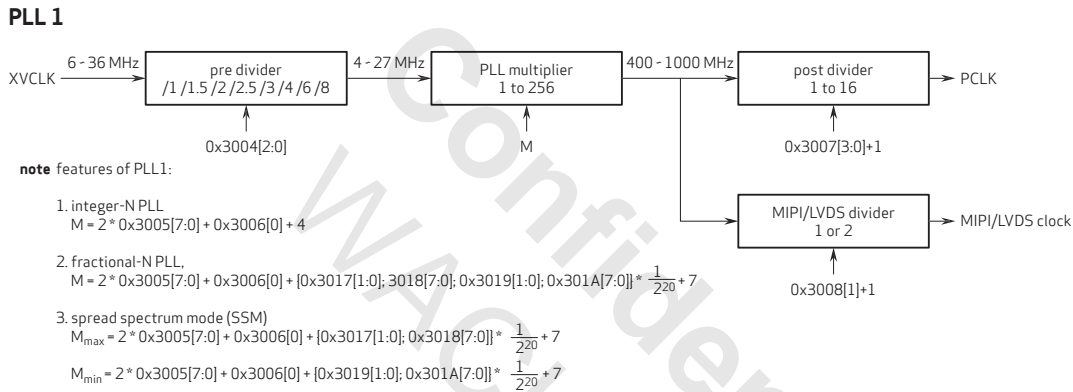 PLL 1
XVCLK
6 - 36 MHz
pre divider
/1 /1.5 /2 /2.5 /3 /4 /6 /8
4 - 27 MHz
PLL multiplier
1 to 256
400 - 1000 MHz
post divider
1 to 16
PCLK
0x3004[2:0]
M
0x3007[3:0]+1
MIPI/LVDS divider
1 or 2
MIPI/LVDS clock
0x3008[1]+1
note features of PLL1:
1. integer-N PLL
M = 2 * 0x3005[7:0] + 0x3006[0] + 4
2. fractional-N PLL,
M = 2 * 0x3005[7:0] + 0x3006[0] + {0x3017[1:0]; 3018[7:0]; 0x3019[1:0]; 0x301A[7:0]} * 1/2^20 + 7
3. spread spectrum mode (SSM)
Mmax = 2 * 0x3005[7:0] + 0x3006[0] + {0x3017[1:0]; 0x3018[7:0]} * 1/2^20 + 7
Mmin = 2 * 0x3005[7:0] + 0x3006[0] + {0x3019[1:0]; 0x301A[7:0]} * 1/2^20 + 7